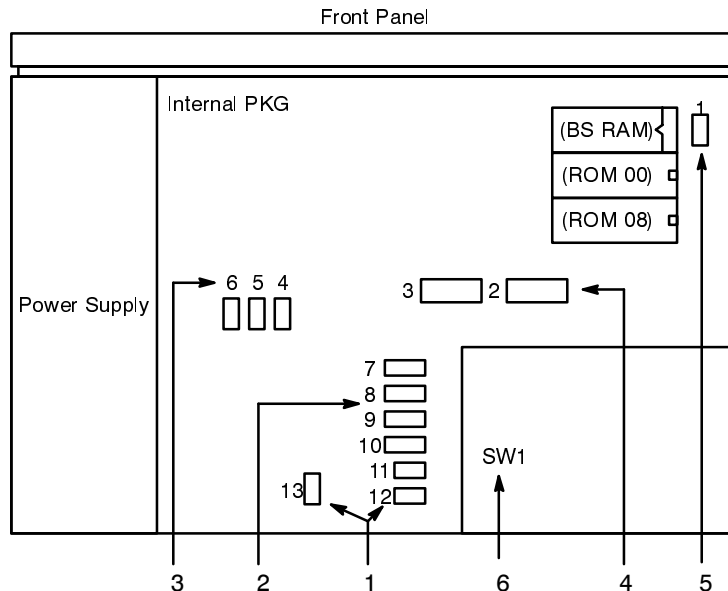 Front Panel
Internal PKG
1
(BS RAM)
(ROM 00)
(ROM 08)
6 5 4
3 2
Power Supply
7
8
9
10
SW1
11
13 12
3 2 1 6 4 5